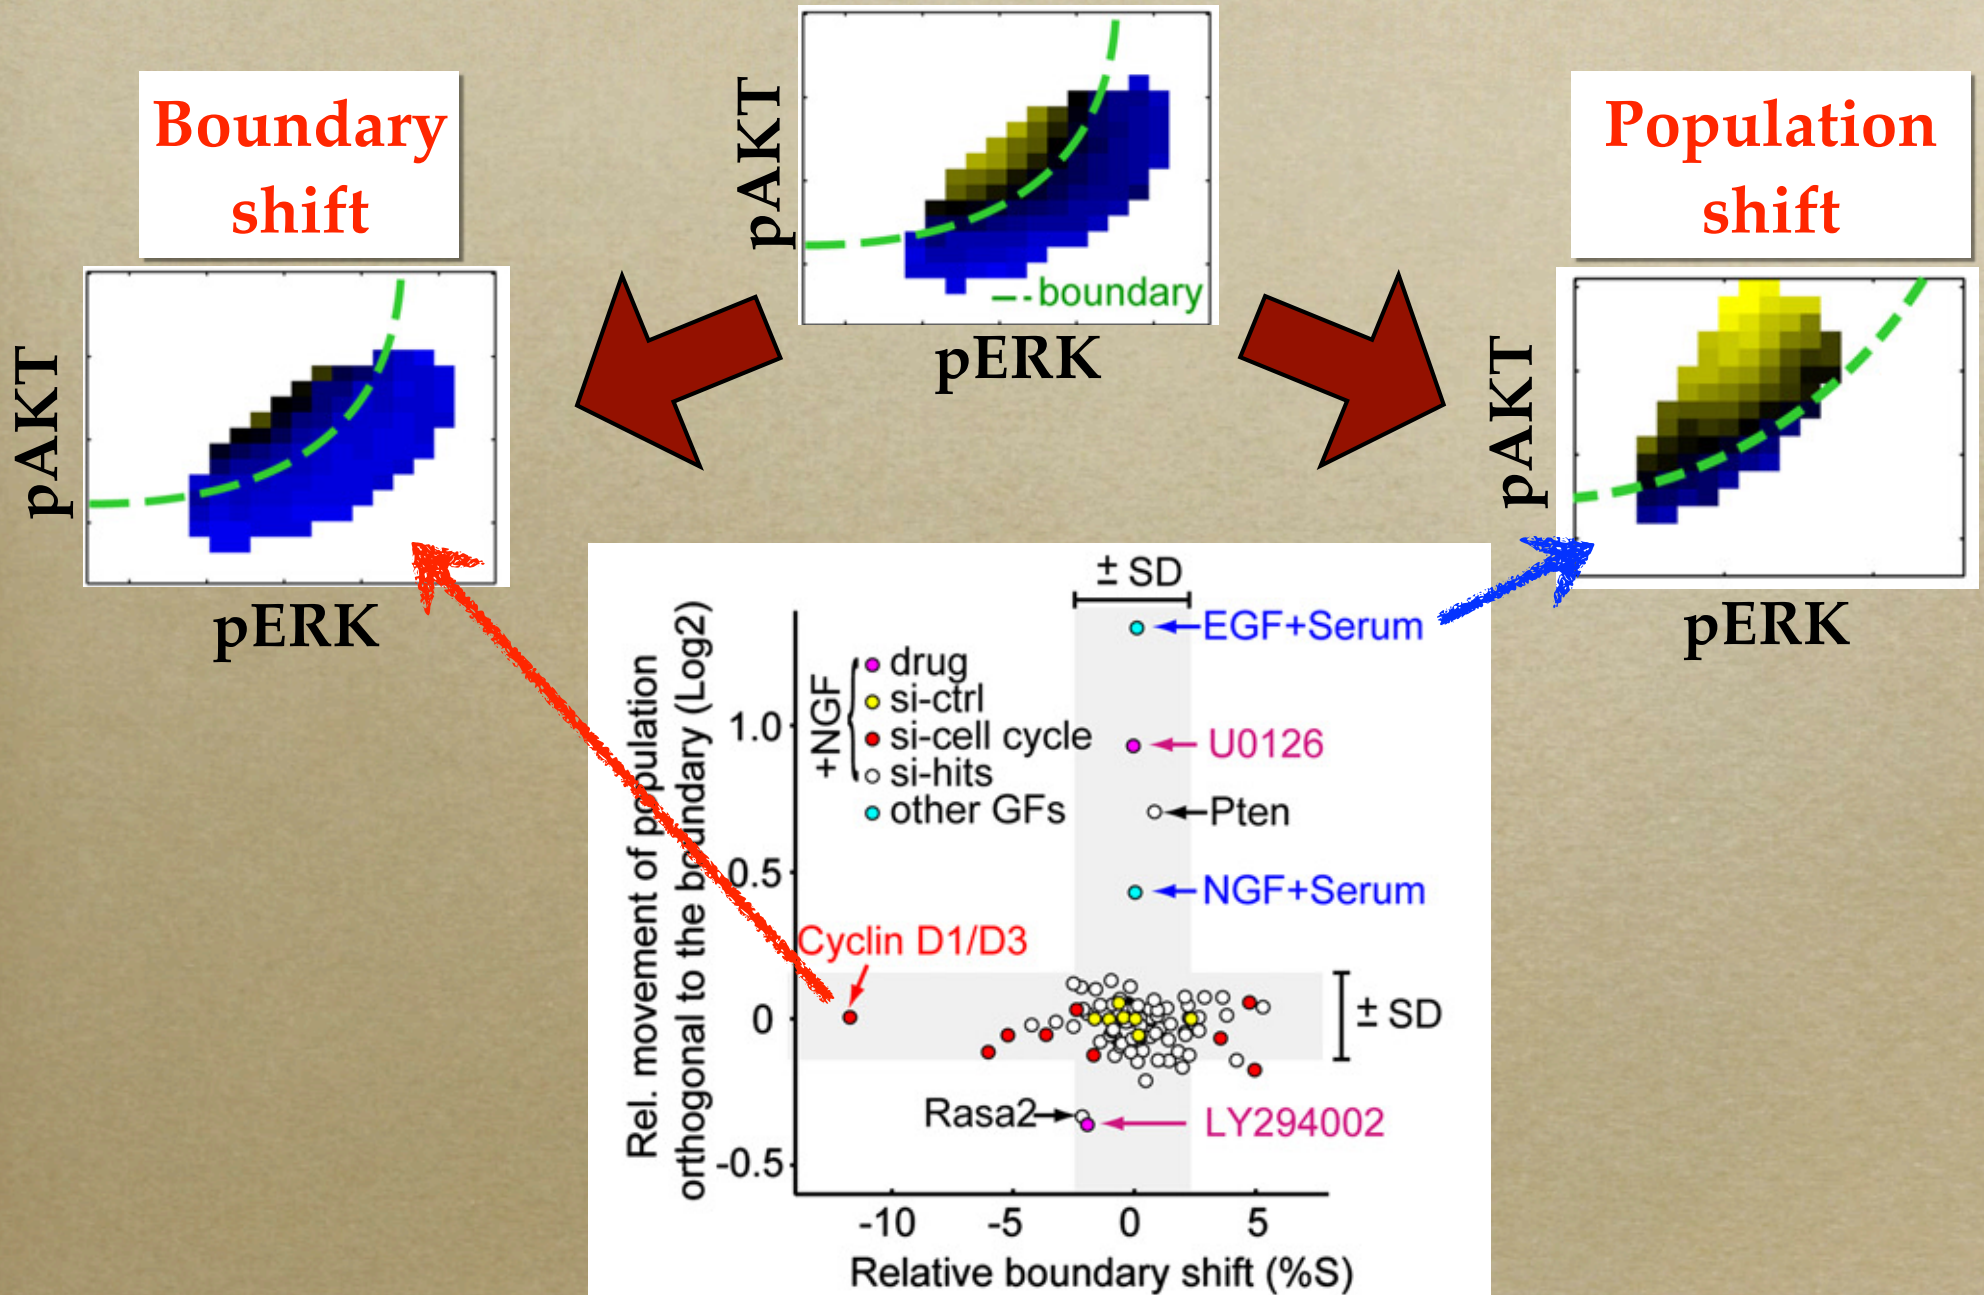 Boundary
shift
pAKT
pERK
pAKT
boundary
pERK
Population
shift
pAKT
pERK
± SD
EGF+Serum
+NGF
drug
si-ctrl
si-cell cycle
si-hits
other GFs
U0126
Pten
NGF+Serum
Cyclin D1/D3
± SD
Rasa2
LY294002
Rel. movement of population
orthogonal to the boundary (Log2)
1.0
0.5
0
-0.5
-10 -5 0 5
Relative boundary shift (%S)